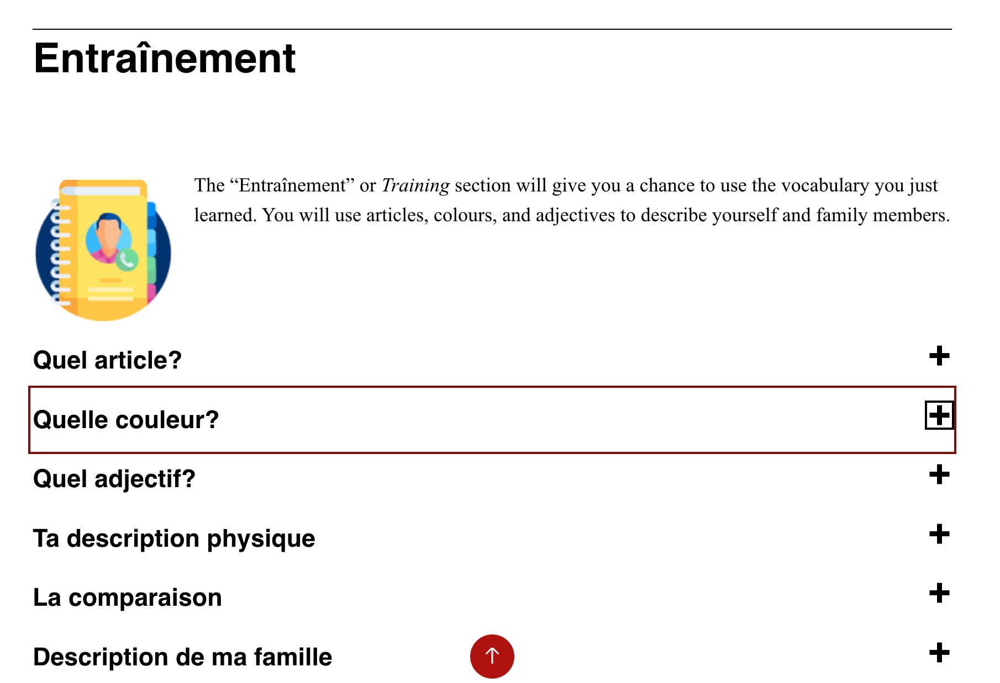 Entraînement
The “Entraînement” or Training section will give you a chance to use the vocabulary you just
learned. You will use articles, colours, and adjectives to describe yourself and family members.
Quel article?
Quelle couleur?
Quel adjectif?
Ta description physique
La comparaison
Description de ma famille